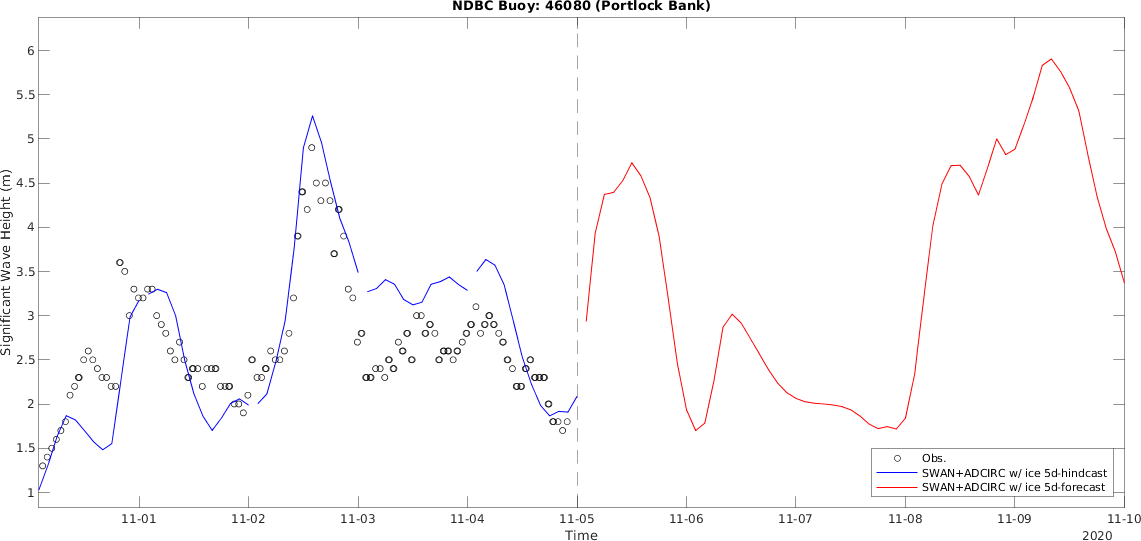 NDBC Buoy: 46080 (Portlock Bank)
Significant Wave Height (m)
6
5.5
5
4.5
4
3.5
3
2.5
2
1.5
1
Obs.
SWAN+ADCIRC w/ ice 5d-hindcast
SWAN+ADCIRC w/ ice 5d-forecast
11-01 11-02 11-03 11-04 11-05 11-06 11-07 11-08 11-09 11-10
Time
2020